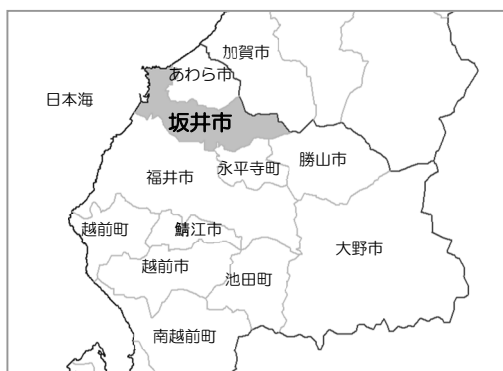 加賀市
あわら市
日本海
坂井市
勝山市
永平寺町
福井市
越前町
鯖江市
大野市
越前市
池田町
南越前町